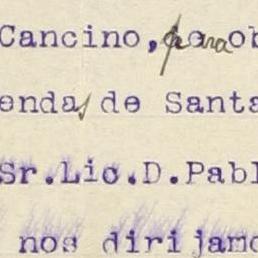 Cancino, para ob
enda, de Santa
Sr.Lic.D.Pabl
nos dirijamo